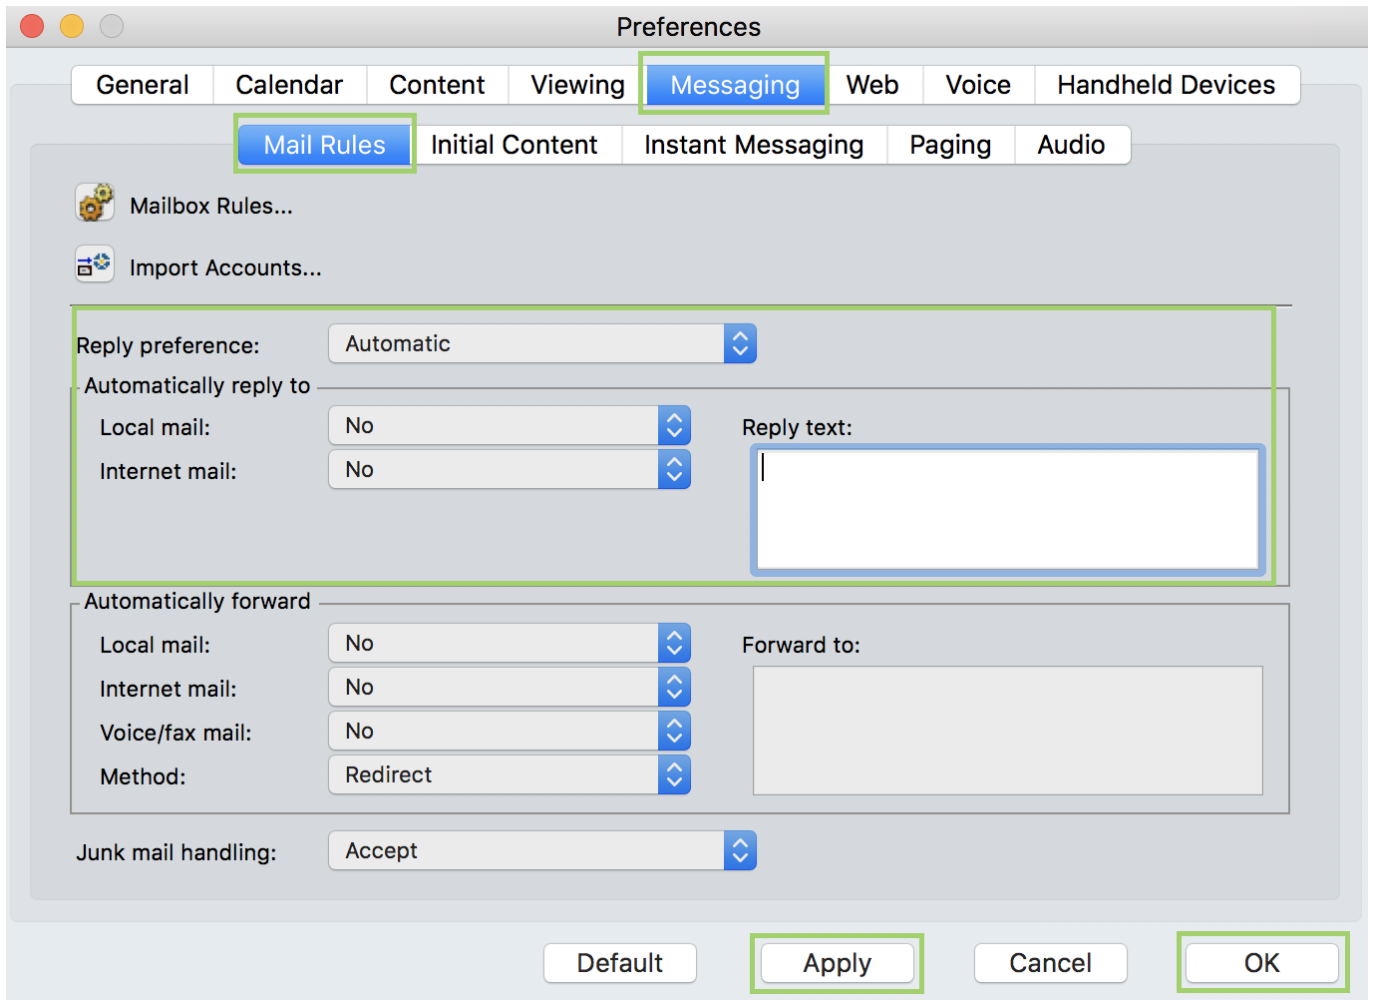 Preferences
General Calendar Content Viewing Messaging Web Voice Handheld Devices
Mail Rules Initial Content Instant Messaging Paging Audio
Mailbox Rules...
Import Accounts...
Reply preference: Automatic
Automatically reply to
Local mail: No Reply text:
Internet mail: No
Automatically forward
Local mail: No Forward to:
Internet mail: No
Voice/fax mail: No
Method: Redirect
Junk mail handling: Accept
Default Apply Cancel OK